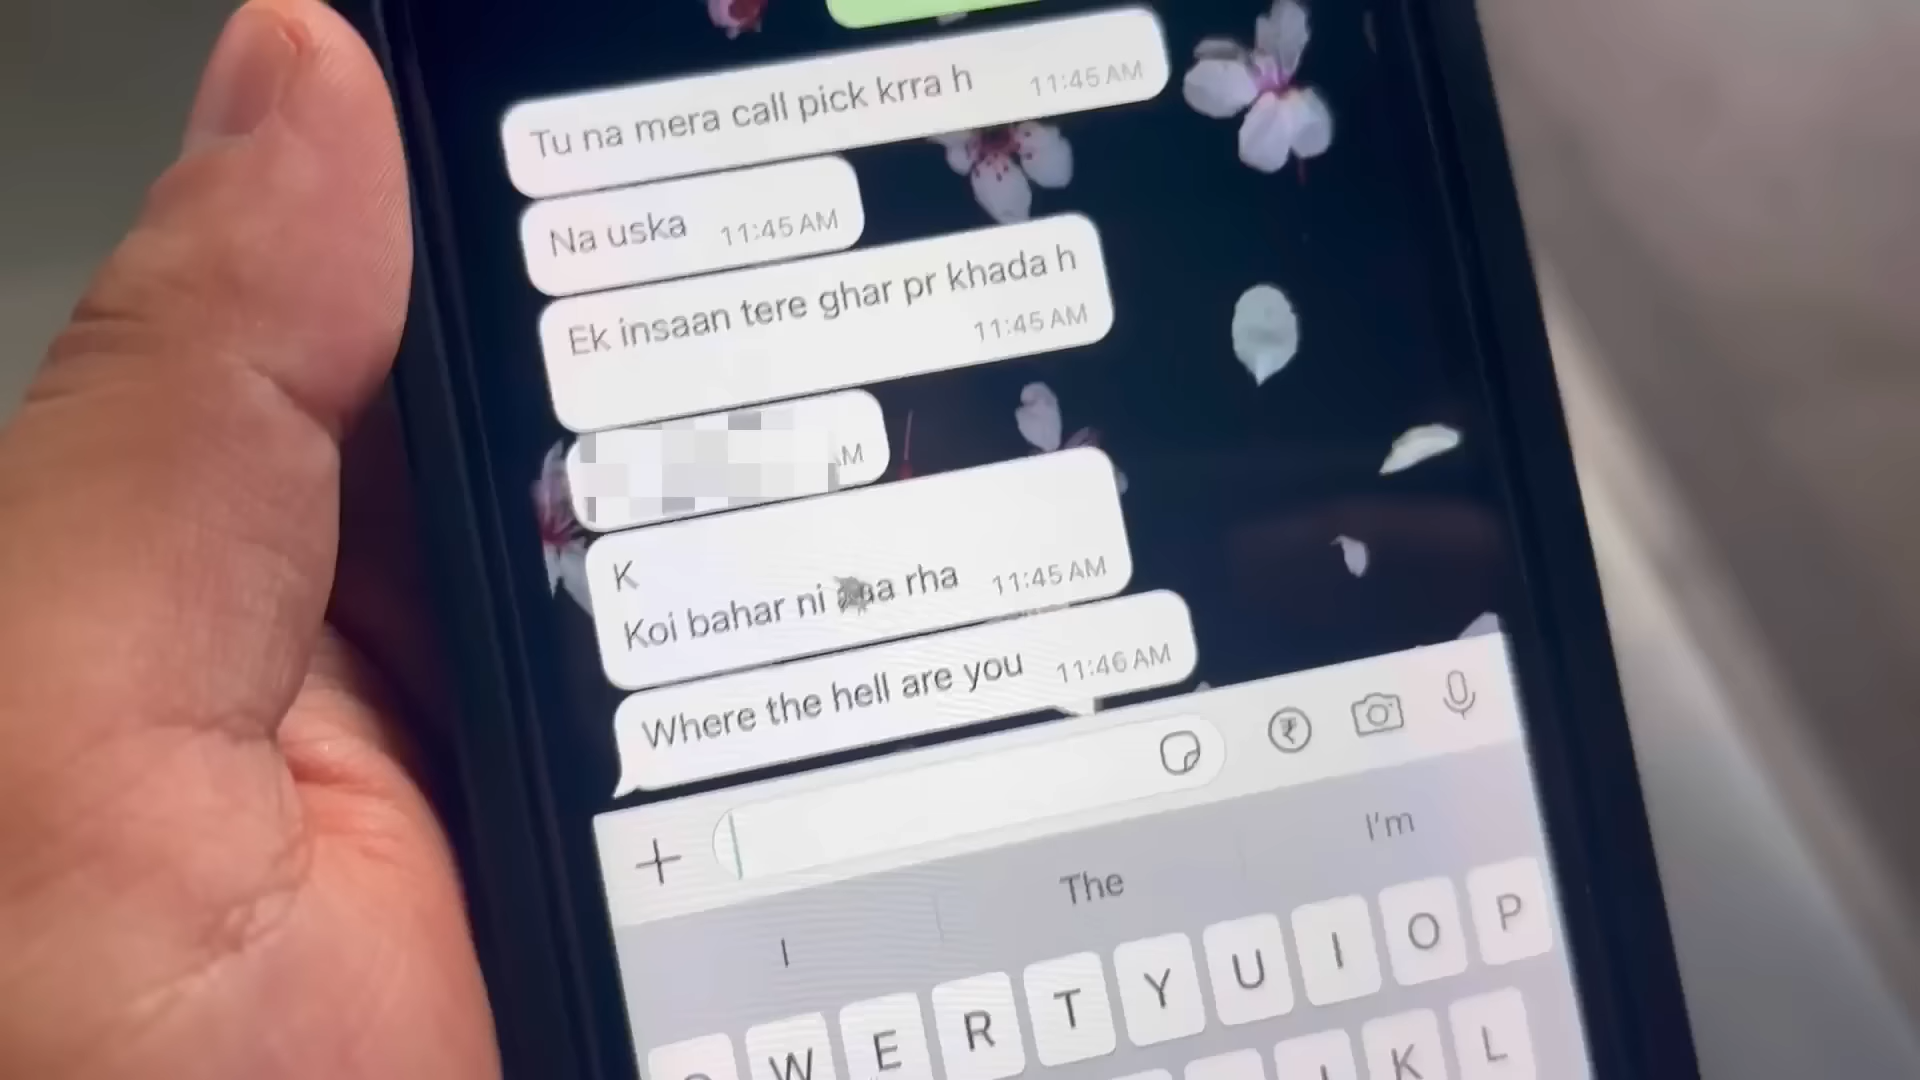 Tu na mera call pick krra h 11:45 AM
Na uska 11:45 AM
Ek insaan tere ghar pr khada h
11:45 AM
K
Koi bahar ni rha 11:45 AM
Where the hell are you 11:46 AM
I The I'm
W E R T Y U I O P
K L